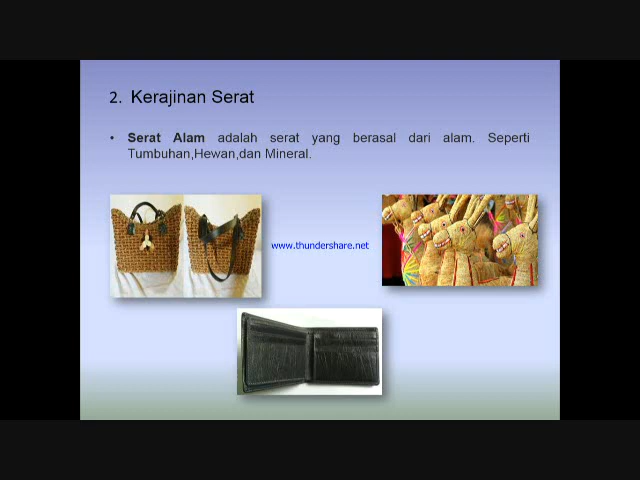 2. Kerajinan Serat
• Serat Alam adalah serat yang berasal dari alam. Seperti
Tumbuhan,Hewan,dan Mineral.
www.thundershare.net